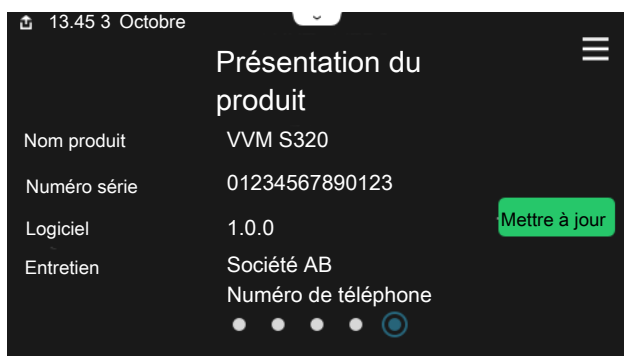 13.45 3 Octobre
Présentation du
produit
Nom produit VVM S320
Numéro série 01234567890123
Logiciel 1.0.0 Mettre à jour
Entretien Société AB
Numéro de téléphone